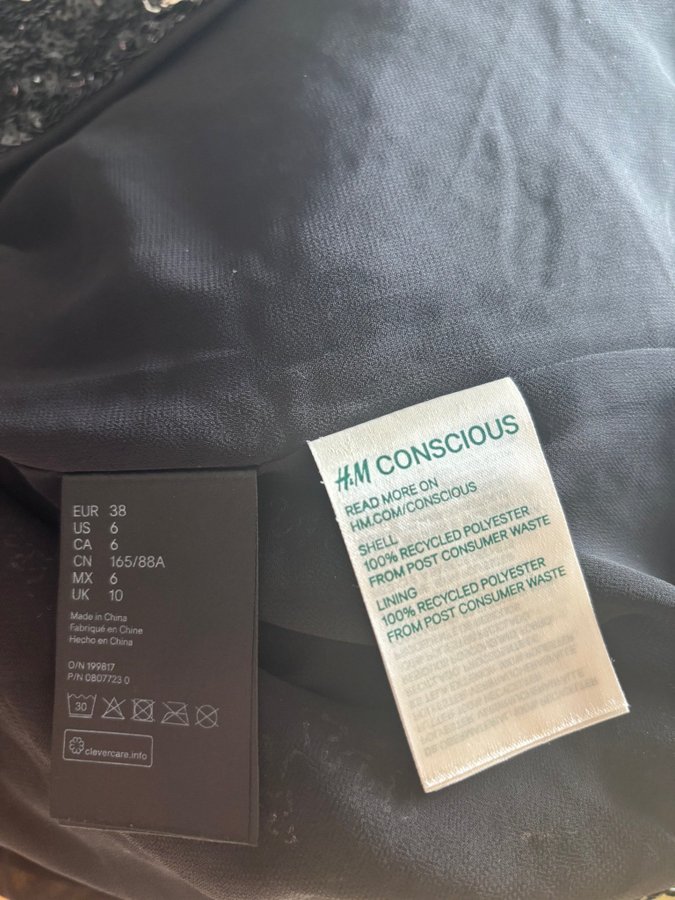 EUR 38
US 6
CA 6
CN 165/88A
MX 6
UK 10
Made in China
Fabriqué en Chine
Hecho en China
O/N 199817
P/N 0807723 0
30
clevercare.info
H&M CONSCIOUS
READ MORE ON
HM.COM/CONSCIOUS
SHELL
100% RECYCLED POLYESTER
FROM POST CONSUMER WASTE
LINING
100% RECYCLED POLYESTER
FROM POST CONSUMER WASTE